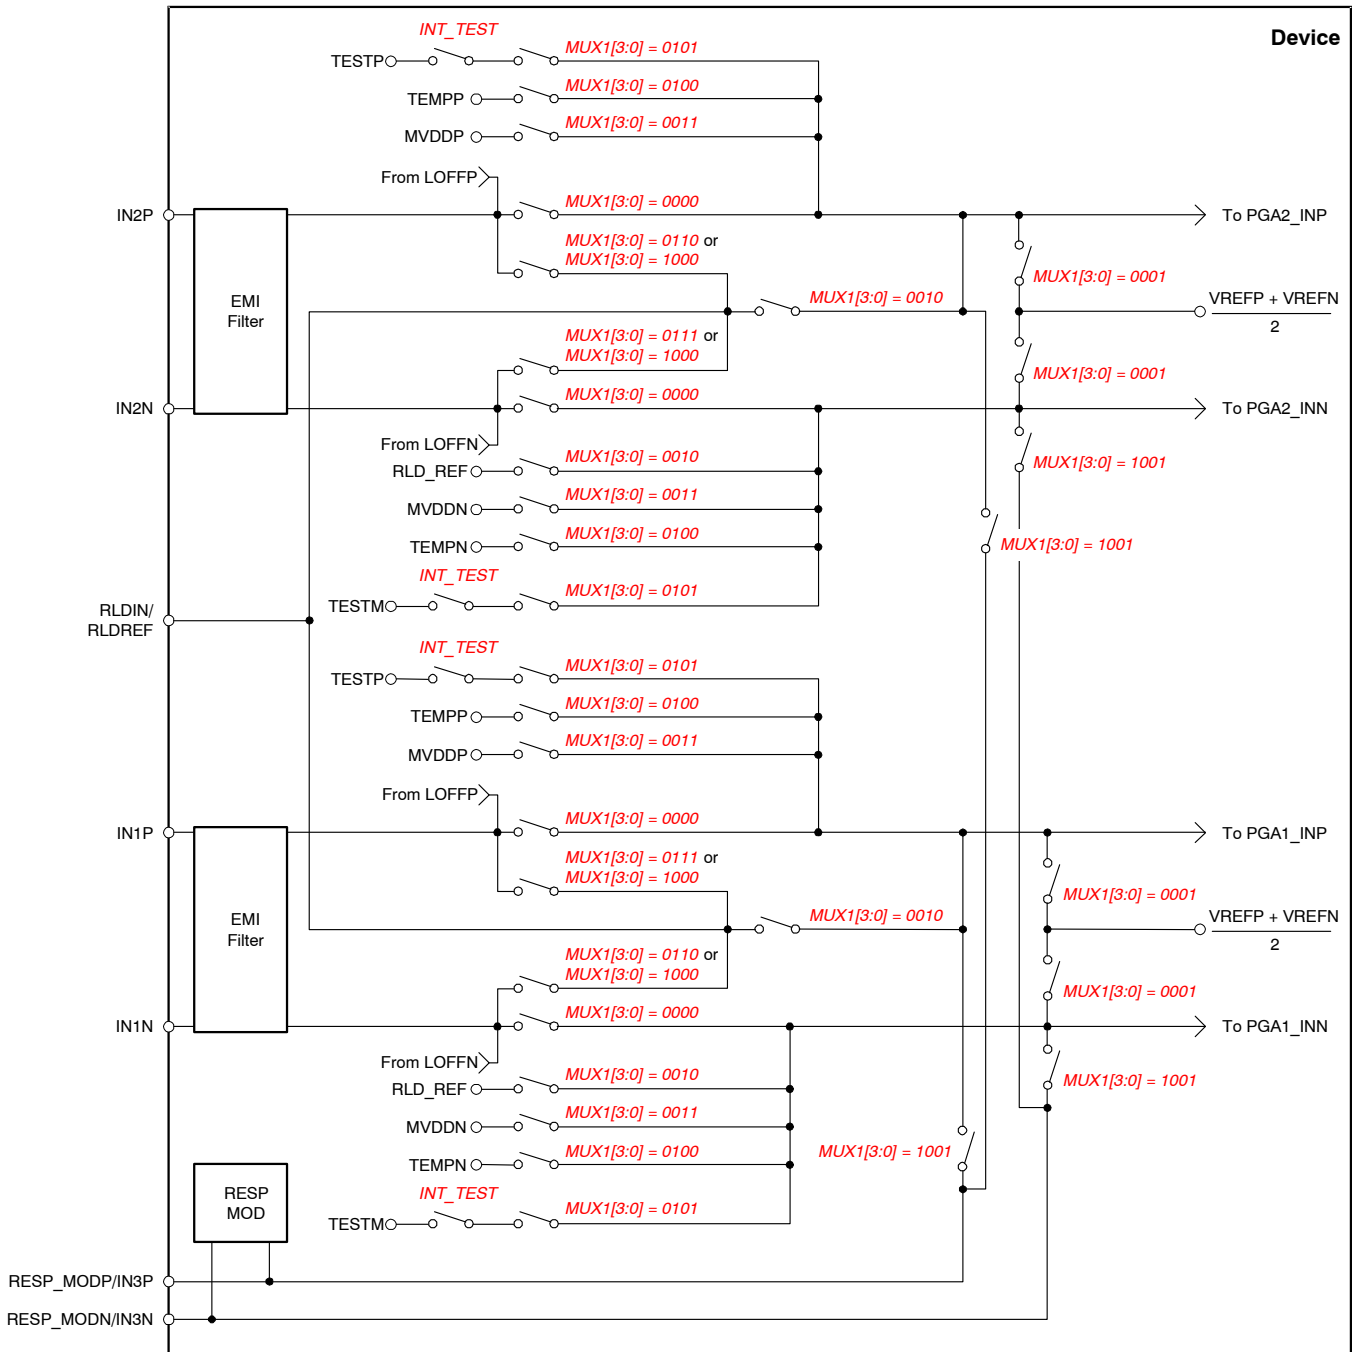 Device
INT_TEST
MUX1[3:0] = 0101
TESTP
MUX1[3:0] = 0100
TEMPP
MUX1[3:0] = 0011
MVDDP
From LOFFP
MUX1[3:0] = 0000
IN2P
To PGA2_INP
MUX1[3:0] = 0110 or
MUX1[3:0] = 1000
MUX1[3:0] = 0001
EMI
Filter
MUX1[3:0] = 0010
VREFP + VREFN
2
MUX1[3:0] = 0111 or
MUX1[3:0] = 1000
MUX1[3:0] = 0001
MUX1[3:0] = 0000
IN2N
To PGA2_INN
From LOFFN
MUX1[3:0] = 0010
RLD_REF
MUX1[3:0] = 1001
MUX1[3:0] = 0011
MVDDN
MUX1[3:0] = 0100
TEMPN
MUX1[3:0] = 1001
INT_TEST
MUX1[3:0] = 0101
TESTM
RLDIN/
RLDREF
INT_TEST
MUX1[3:0] = 0101
TESTP
MUX1[3:0] = 0100
TEMPP
MUX1[3:0] = 0011
MVDDP
From LOFFP
MUX1[3:0] = 0000
IN1P
To PGA1_INP
MUX1[3:0] = 0111 or
MUX1[3:0] = 1000
MUX1[3:0] = 0001
EMI
Filter
MUX1[3:0] = 0010
VREFP + VREFN
2
MUX1[3:0] = 0110 or
MUX1[3:0] = 1000
MUX1[3:0] = 0001
MUX1[3:0] = 0000
IN1N
To PGA1_INN
From LOFFN
MUX1[3:0] = 0010
RLD_REF
MUX1[3:0] = 1001
MUX1[3:0] = 0011
MVDDN
MUX1[3:0] = 0100
TEMPN
MUX1[3:0] = 1001
RESP
MOD
INT_TEST
MUX1[3:0] = 0101
TESTM
RESP_MODP/IN3P
RESP_MODN/IN3N